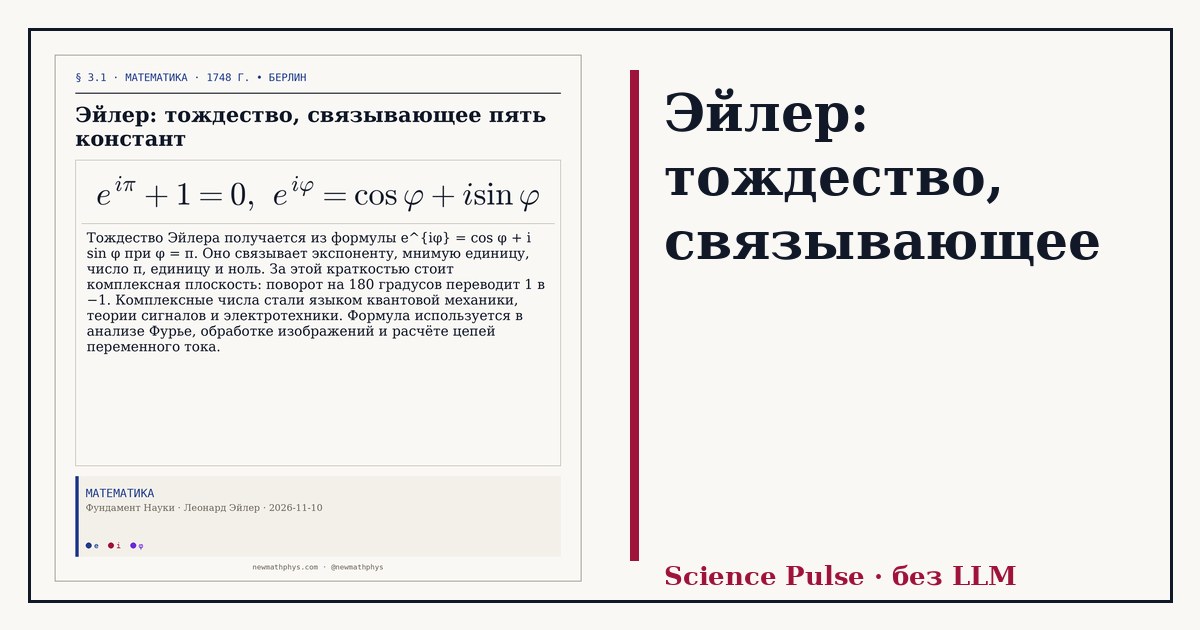 § 3.1 · МАТЕМАТИКА · 1748 Г. • БЕРЛИН
Эйлер: тождество, связывающее пять
констант
e^{iπ} + 1 = 0, e^{iφ} = cos φ + i sin φ
Тождество Эйлера получается из формулы e^{iφ} = cos φ + i
sin φ при φ = π. Оно связывает экспоненту, мнимую единицу,
число π, единицу и ноль. За этой краткостью стоит
комплексная плоскость: поворот на 180 градусов переводит 1 в
−1. Комплексные числа стали языком квантовой механики,
теории сигналов и электротехники. Формула используется в
анализе Фурье, обработке изображений и расчёте цепей
переменного тока.
МАТЕМАТИКА
Фундамент Науки · Леонард Эйлер · 2026-11-10
e i φ
newmathphys.com · @newmathphys
Эйлер:
тождество,
связывающее
Science Pulse · без LLM